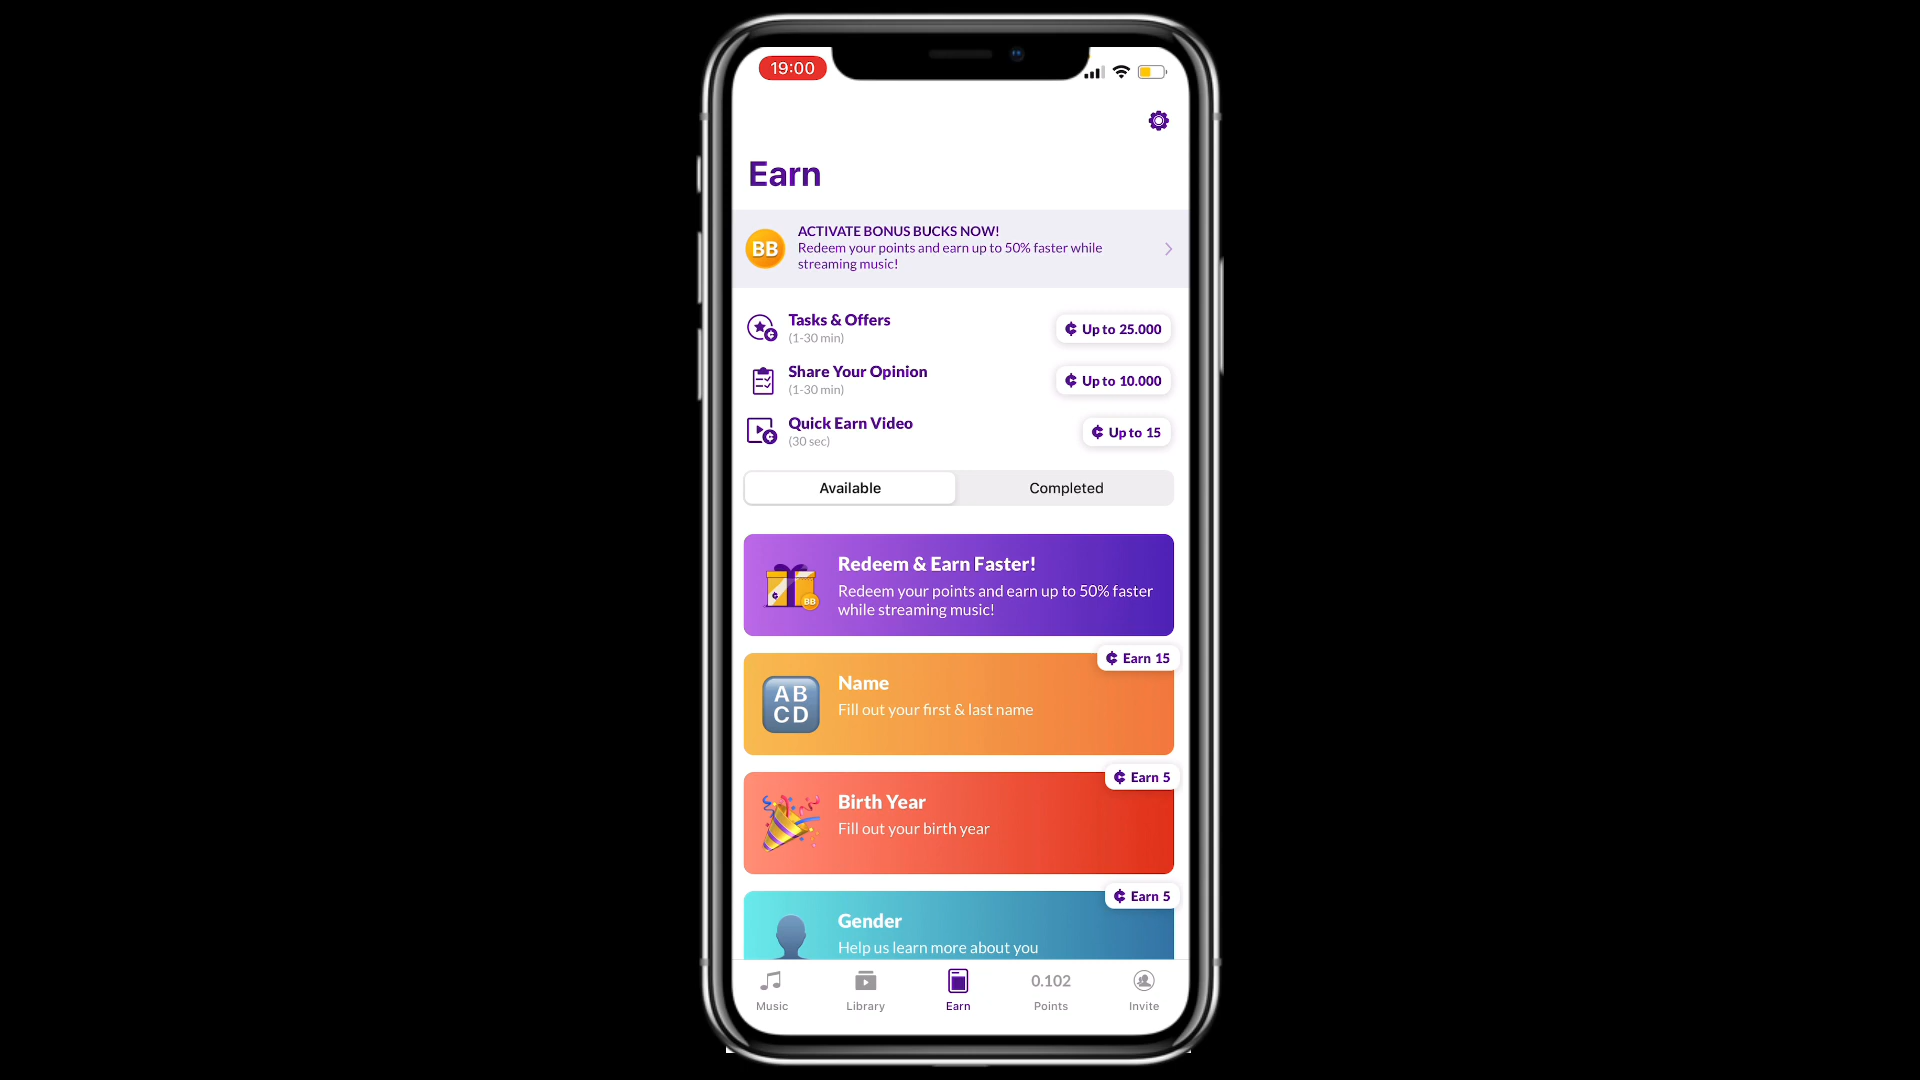 19:00
Earn
BB
ACTIVATE BONUS BUCKS NOW!
Redeem your points and earn up to 50% faster while
streaming music!
Tasks & Offers
(1-30 min)
¢ Up to 25.000
Share Your Opinion
(1-30 min)
¢ Up to 10.000
Quick Earn Video
(30 sec)
¢ Up to 15
Available
Completed
BB
Redeem & Earn Faster!
Redeem your points and earn up to 50% faster
while streaming music!
¢ Earn 15
AB
CD
Name
Fill out your first & last name
¢ Earn 5
Birth Year
Fill out your birth year
¢ Earn 5
Gender
Help us learn more about you
Music
Library
Earn
0.102
Points
Invite